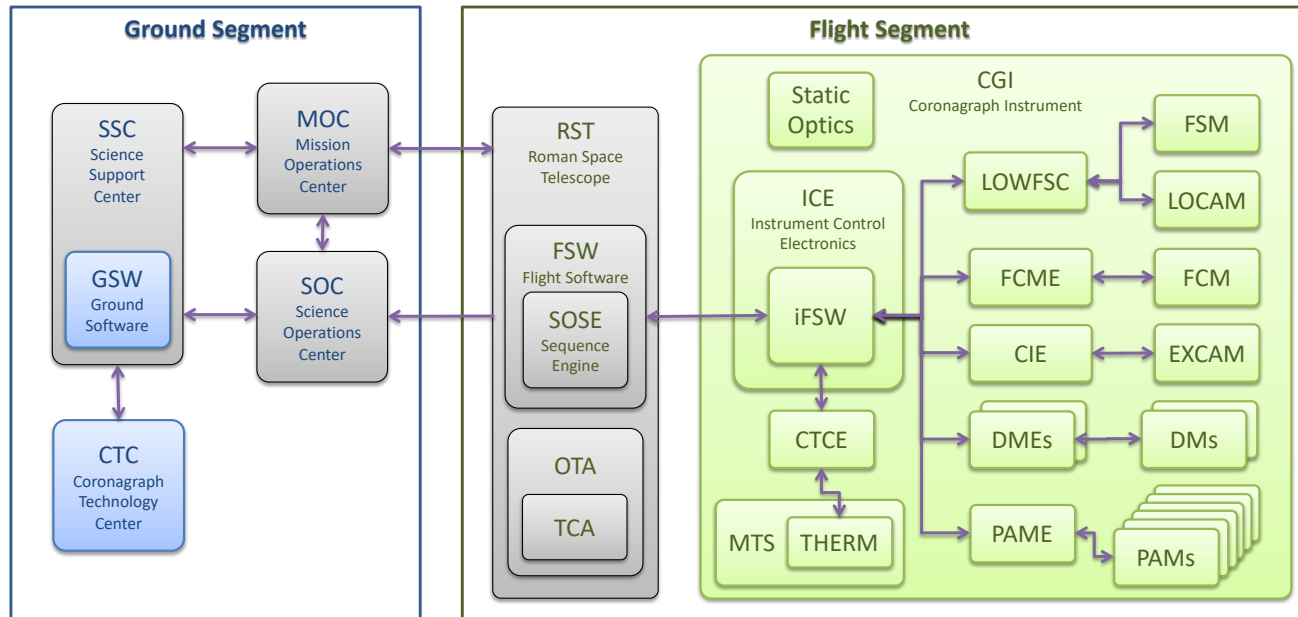 Ground Segment
SSC
Science
Support
Center
GSW
Ground
Software
CTC
Coronagraph
Technology
Center
MOC
Mission
Operations
Center
SOC
Science
Operations
Center
Flight Segment
RST
Roman Space
Telescope
FSW
Flight Software
SOSE
Sequence
Engine
OTA
TCA
CGI
Coronagraph Instrument
Static
Optics
ICE
Instrument Control
Electronics
iFSW
CTCE
MTS
THERM
LOWFSC
FSM
LOCAM
FCME
FCM
CIE
EXCAM
DMEs
DMs
PAME
PAMs